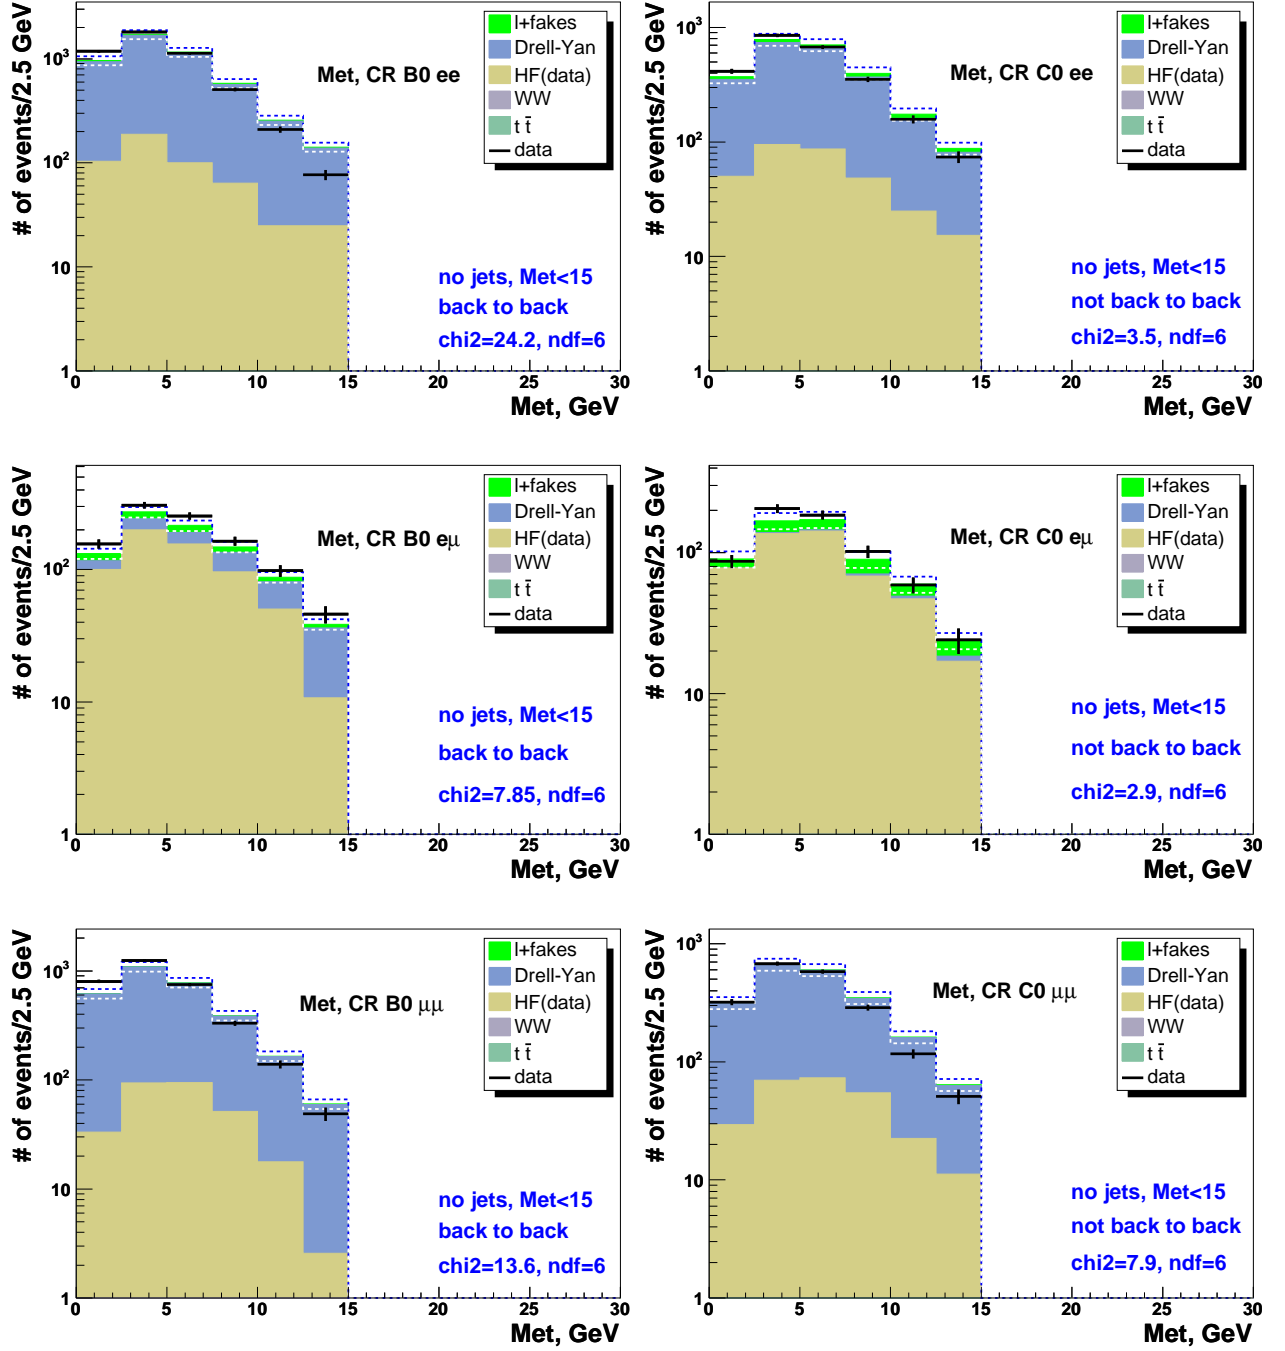 # of events/2.5 GeV
10³
10²
10
1
0 5 10 15 20 25 30
Met, GeV
Met, CR B0 ee
l+fakes
Drell-Yan
HF(data)
WW
t t̄
data
no jets, Met<15
back to back
chi2=24.2, ndf=6
# of events/2.5 GeV
10³
10²
10
1
0 5 10 15 20 25 30
Met, GeV
Met, CR C0 ee
l+fakes
Drell-Yan
HF(data)
WW
t t̄
data
no jets, Met<15
not back to back
chi2=3.5, ndf=6
# of events/2.5 GeV
10²
10
1
0 5 10 15 20 25 30
Met, GeV
Met, CR B0 eμ
l+fakes
Drell-Yan
HF(data)
WW
t t̄
data
no jets, Met<15
back to back
chi2=7.85, ndf=6
# of events/2.5 GeV
10²
10
1
0 5 10 15 20 25 30
Met, GeV
Met, CR C0 eμ
l+fakes
Drell-Yan
HF(data)
WW
t t̄
data
no jets, Met<15
not back to back
chi2=2.9, ndf=6
# of events/2.5 GeV
10³
10²
10
1
0 5 10 15 20 25 30
Met, GeV
Met, CR B0 μμ
l+fakes
Drell-Yan
HF(data)
WW
t t̄
data
no jets, Met<15
back to back
chi2=13.6, ndf=6
# of events/2.5 GeV
10³
10²
10
1
0 5 10 15 20 25 30
Met, GeV
Met, CR C0 μμ
l+fakes
Drell-Yan
HF(data)
WW
t t̄
data
no jets, Met<15
not back to back
chi2=7.9, ndf=6